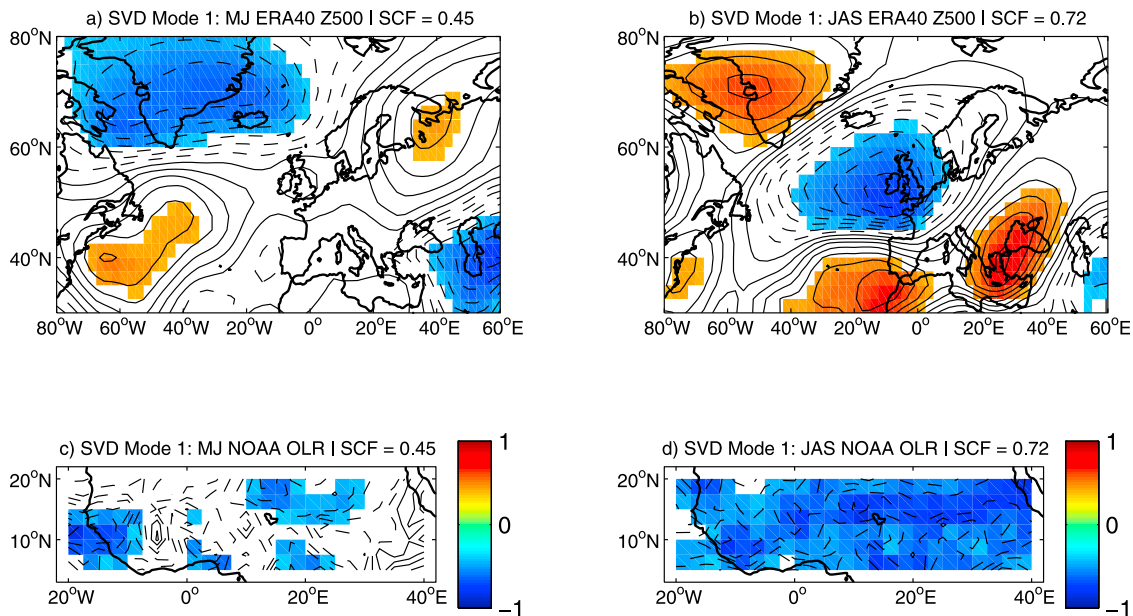 a) SVD Mode 1: MJ ERA40 Z500 | SCF = 0.45
80°N
60°N
40°N
80°W 60°W 40°W 20°W 0° 20°E 40°E 60°E
b) SVD Mode 1: JAS ERA40 Z500 | SCF = 0.72
80°N
60°N
40°N
80°W 60°W 40°W 20°W 0° 20°E 40°E 60°E
c) SVD Mode 1: MJ NOAA OLR | SCF = 0.45
20°N
10°N
20°W 0° 20°E 40°E
1
0
−1
d) SVD Mode 1: JAS NOAA OLR | SCF = 0.72
20°N
10°N
20°W 0° 20°E 40°E
1
0
−1